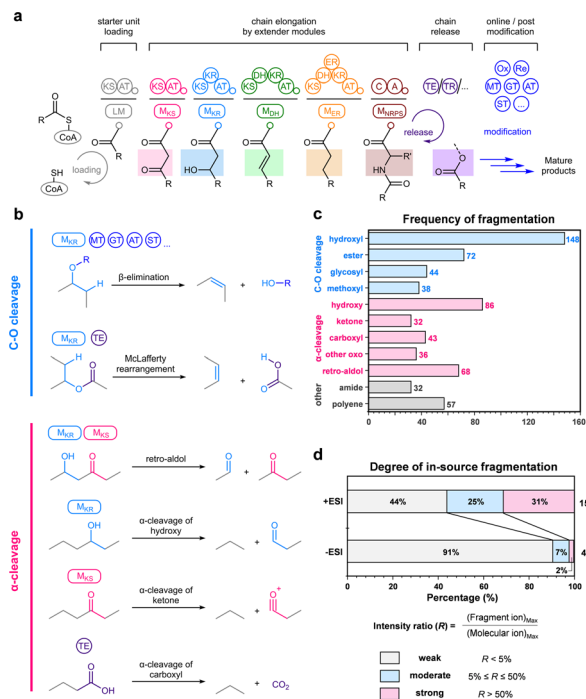 a
starter unit
loading
chain elongation
by extender modules
chain
release
online / post
modification
KS AT
KS AT
KR
KS AT
DH KR
KS AT
ER
DH KR
KS AT
C A
TE/TR/...
Ox Re
MT GT AT
ST ...
LM
MKS
MKR
MDH
MER
MNRPS
release
modification
R
S
CoA
SH
CoA
loading
O
R
O
O
R
O
HO
R
O
R
O
R
O
R'
HN
O
R
O
O
R
Mature
products
b
C-O cleavage
MKR MT GT AT ST ...
O
R
H
β-elimination
+
HO-R
MKR TE
H
O
O
McLafferty
rearrangement
+
H
O
O
α-cleavage
MKR MKS
OH
O
retro-aldol
O
+
O
MKR
OH
α-cleavage of
hydroxy
+
O
MKS
O
α-cleavage of
ketone
+
O
+
TE
O
OH
α-cleavage of
carboxyl
+ CO2
c
Frequency of fragmentation
C-O cleavage
hydroxyl 148
ester 72
glycosyl 44
methoxyl 38
α-cleavage
hydroxy 86
ketone 32
carboxyl 43
other oxo 36
retro-aldol 68
other
amide 32
polyene 57
0 40 80 120 160
d
Degree of in-source fragmentation
+ESI 44% 25% 31% 15
-ESI 91% 7% 4
2%
0 20 40 60 80 100
Percentage (%)
Intensity ratio (R) = (Fragment ion)Max
(Molecular ion)Max
weak R < 5%
moderate 5% ≤ R ≤ 50%
strong R > 50%